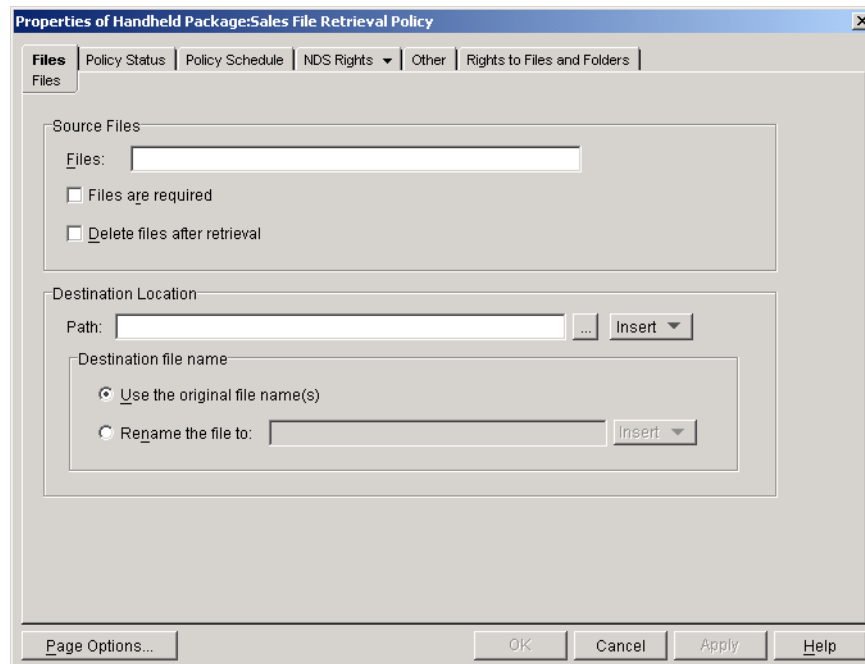 Properties of Handheld Package:Sales File Retrieval Policy
Files Policy Status Policy Schedule NDS Rights Other Rights to Files and Folders
Files
Source Files
Files:
Files are required
Delete files after retrieval
Destination Location
Path: ... Insert
Destination file name
Use the original file name(s)
Rename the file to: Insert
Page Options... OK Cancel Apply Help